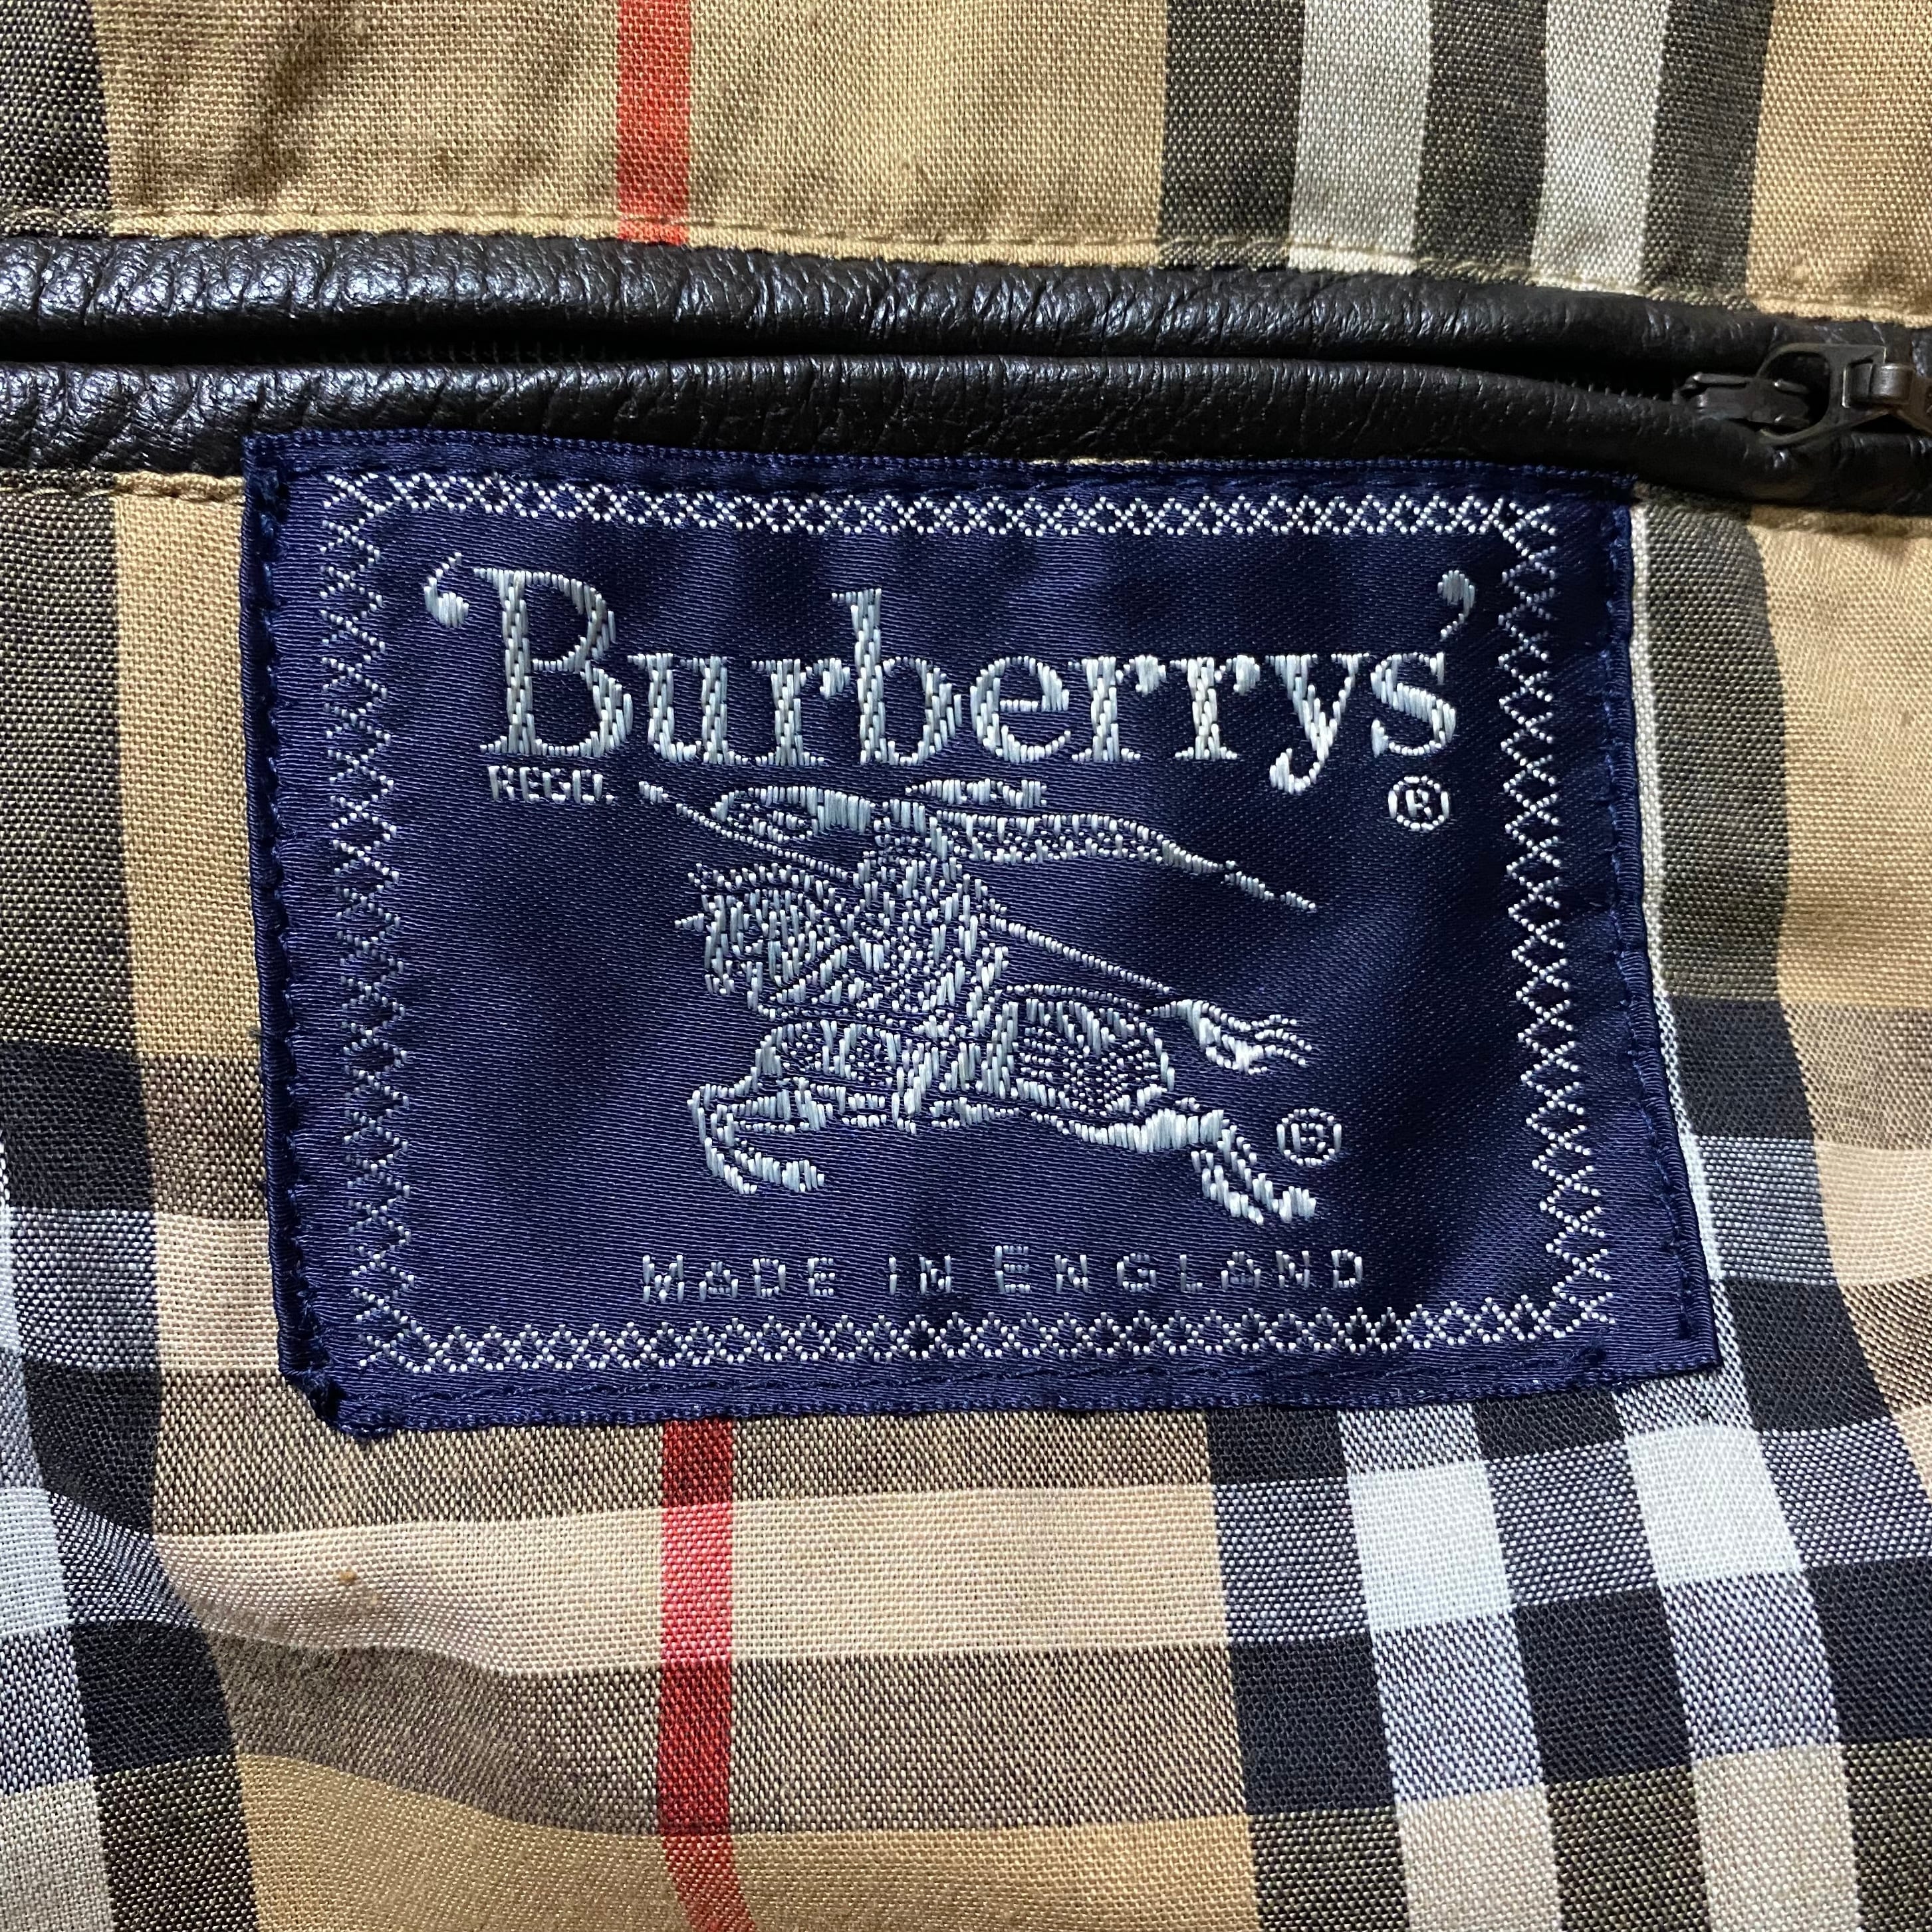 ‘Burberrys’
REGD. ®
®
MADE IN ENGLAND